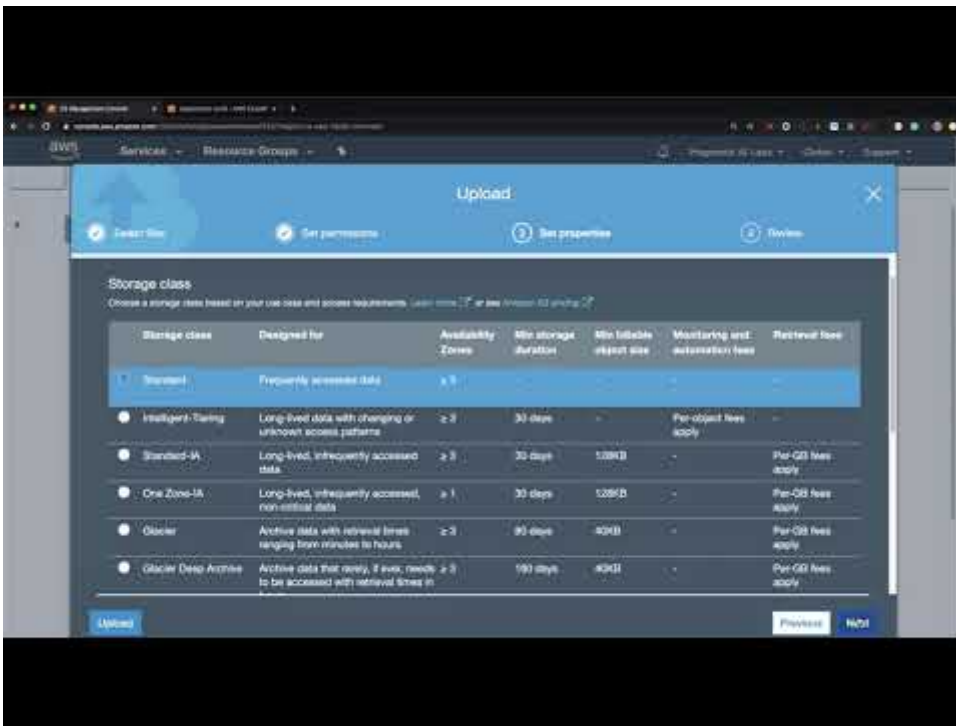 aws
Services
Resource Groups
Support
Upload
Select files
Set permissions
3 Set properties
4 Review
Storage class
Choose a storage class based on your use case and access requirements. Learn more or see Amazon S3 pricing
Storage class Designed for Availability Zones Min storage duration Min billable object size Monitoring and automation fees Retrieval fees
Standard Frequently accessed data ≥ 3 - - - -
Intelligent-Tiering Long-lived data with changing or unknown access patterns ≥ 3 30 days - Per-object fees apply -
Standard-IA Long-lived, infrequently accessed data ≥ 3 30 days 128KB - Per-GB fees apply
One Zone-IA Long-lived, infrequently accessed, non-critical data ≥ 1 30 days 128KB - Per-GB fees apply
Glacier Archive data with retrieval times ranging from minutes to hours ≥ 3 90 days 40KB - Per-GB fees apply
Glacier Deep Archive Archive data that rarely, if ever, needs to be accessed with retrieval times in ≥ 3 180 days 40KB - Per-GB fees apply
Upload
Previous
Next